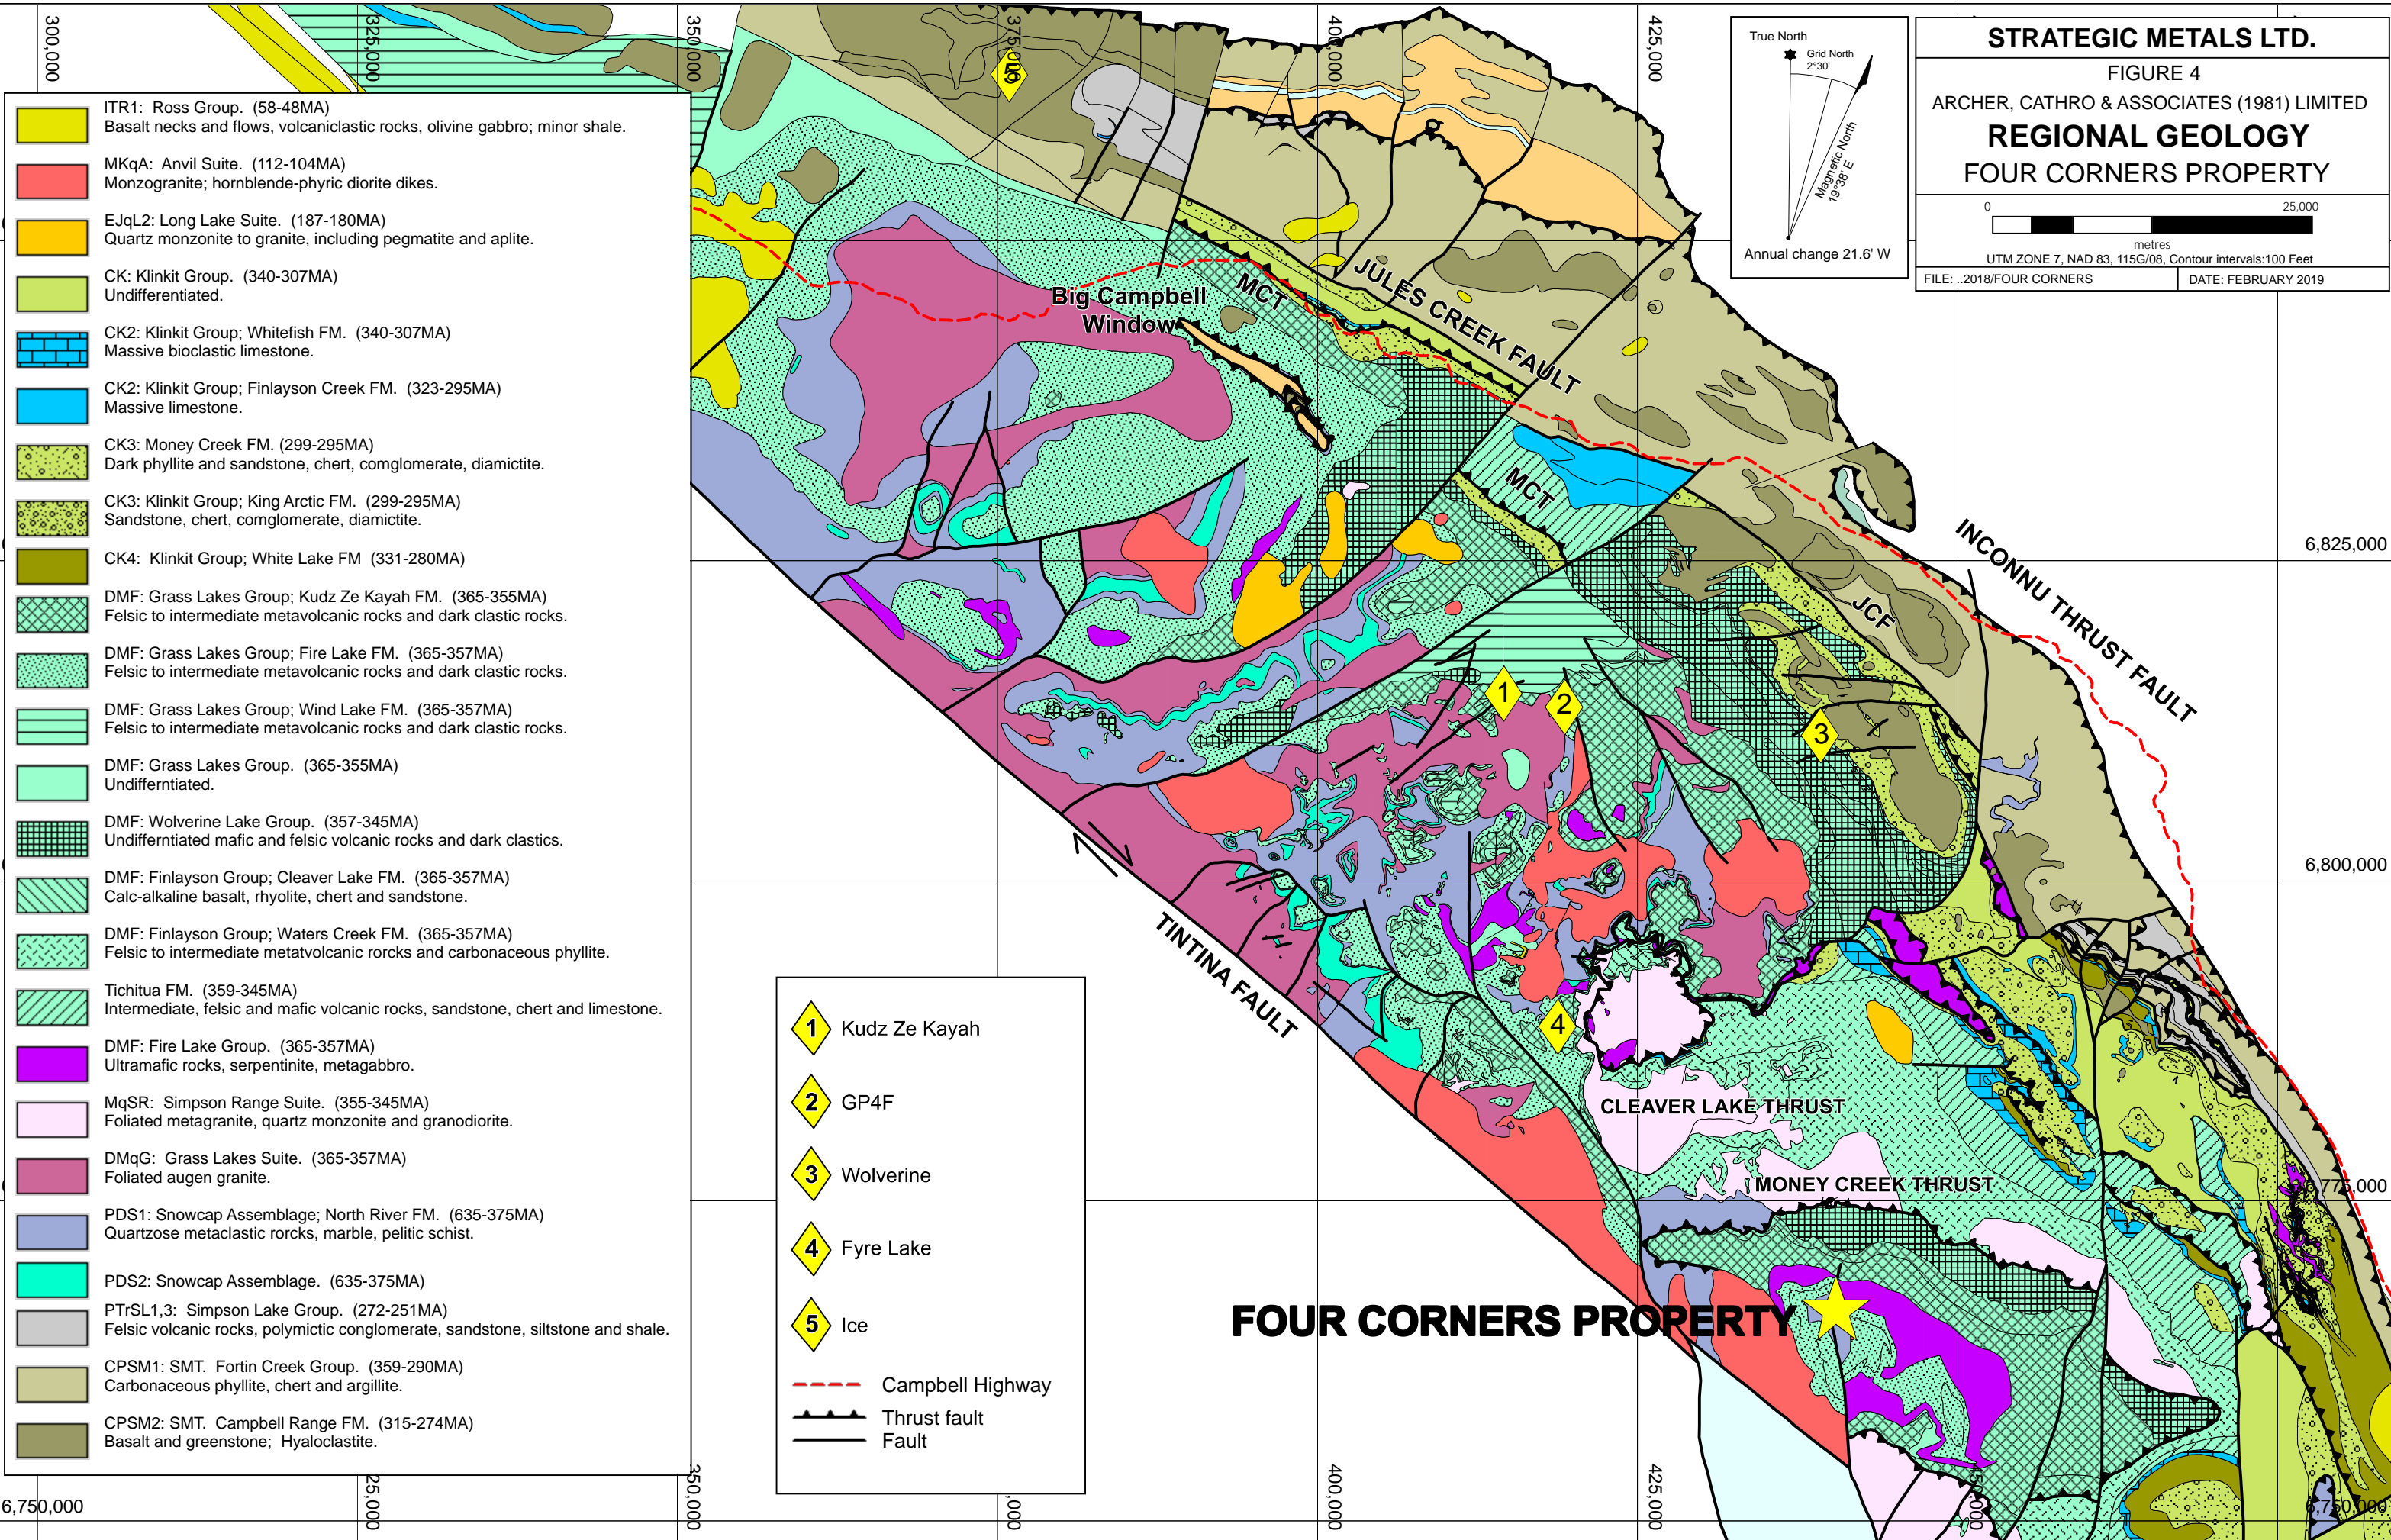 300,000
325,000
350,000
375,000
400,000
425,000
True North
Grid North
2°30'
Magnetic North
19°38' E
Annual change 21.6' W
STRATEGIC METALS LTD.
FIGURE 4
ARCHER, CATHRO & ASSOCIATES (1981) LIMITED
REGIONAL GEOLOGY
FOUR CORNERS PROPERTY
0 25,000
metres
UTM ZONE 7, NAD 83, 115G/08, Contour intervals:100 Feet
FILE: ..2018/FOUR CORNERS
DATE: FEBRUARY 2019
lTR1: Ross Group. (58-48MA)
Basalt necks and flows, volcaniclastic rocks, olivine gabbro; minor shale.
MKqA: Anvil Suite. (112-104MA)
Monzogranite; hornblende-phyric diorite dikes.
EJqL2: Long Lake Suite. (187-180MA)
Quartz monzonite to granite, including pegmatite and aplite.
CK: Klinkit Group. (340-307MA)
Undifferentiated.
CK2: Klinkit Group; Whitefish FM. (340-307MA)
Massive bioclastic limestone.
CK2: Klinkit Group; Finlayson Creek FM. (323-295MA)
Massive limestone.
CK3: Money Creek FM. (299-295MA)
Dark phyllite and sandstone, chert, comglomerate, diamictite.
CK3: Klinkit Group; King Arctic FM. (299-295MA)
Sandstone, chert, comglomerate, diamictite.
CK4: Klinkit Group; White Lake FM (331-280MA)
DMF: Grass Lakes Group; Kudz Ze Kayah FM. (365-355MA)
Felsic to intermediate metavolcanic rocks and dark clastic rocks.
DMF: Grass Lakes Group; Fire Lake FM. (365-357MA)
Felsic to intermediate metavolcanic rocks and dark clastic rocks.
DMF: Grass Lakes Group; Wind Lake FM. (365-357MA)
Felsic to intermediate metavolcanic rocks and dark clastic rocks.
DMF: Grass Lakes Group. (365-355MA)
Undifferntiated.
DMF: Wolverine Lake Group. (357-345MA)
Undifferntiated mafic and felsic volcanic rocks and dark clastics.
DMF: Finlayson Group; Cleaver Lake FM. (365-357MA)
Calc-alkaline basalt, rhyolite, chert and sandstone.
DMF: Finlayson Group; Waters Creek FM. (365-357MA)
Felsic to intermediate metatvolcanic rorcks and carbonaceous phyllite.
Tichitua FM. (359-345MA)
Intermediate, felsic and mafic volcanic rocks, sandstone, chert and limestone.
DMF: Fire Lake Group. (365-357MA)
Ultramafic rocks, serpentinite, metagabbro.
MqSR: Simpson Range Suite. (355-345MA)
Foliated metagranite, quartz monzonite and granodiorite.
DMqG: Grass Lakes Suite. (365-357MA)
Foliated augen granite.
PDS1: Snowcap Assemblage; North River FM. (635-375MA)
Quartzose metaclastic rorcks, marble, pelitic schist.
PDS2: Snowcap Assemblage. (635-375MA)
PTrSL1,3: Simpson Lake Group. (272-251MA)
Felsic volcanic rocks, polymictic conglomerate, sandstone, siltstone and shale.
CPSM1: SMT. Fortin Creek Group. (359-290MA)
Carbonaceous phyllite, chert and argillite.
CPSM2: SMT. Campbell Range FM. (315-274MA)
Basalt and greenstone; Hyaloclastite.
5
Big Campbell
Window
MCT
JULES CREEK FAULT
MCT
INCONNU THRUST FAULT
JCF
6,825,000
1
2
3
6,800,000
TINTINA FAULT
4
CLEAVER LAKE THRUST
MONEY CREEK THRUST
6,775,000
FOUR CORNERS PROPERTY
1 Kudz Ze Kayah
2 GP4F
3 Wolverine
4 Fyre Lake
5 Ice
Campbell Highway
Thrust fault
Fault
6,750,000
25,000
350,000
,000
400,000
425,000
6,750,000